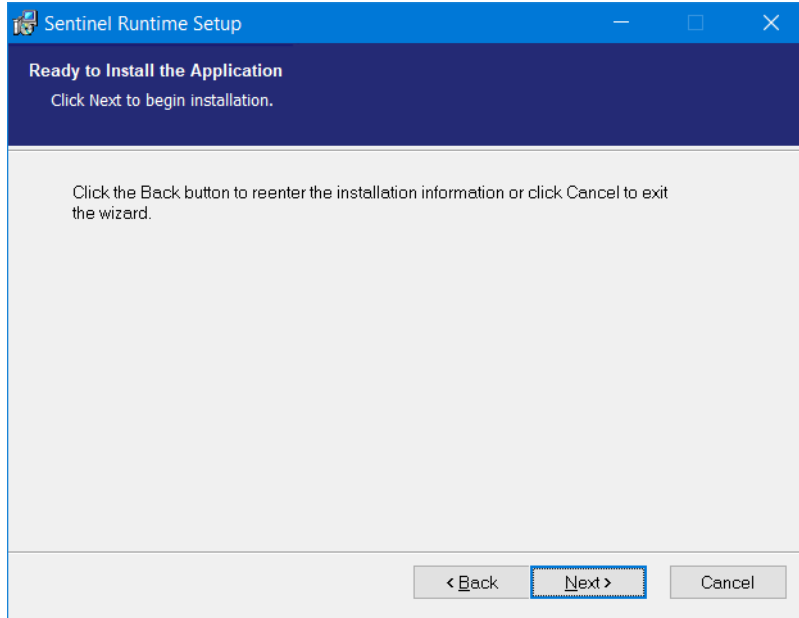 Sentinel Runtime Setup
Ready to Install the Application
Click Next to begin installation.
Click the Back button to reenter the installation information or click Cancel to exit
the wizard.
< Back Next > Cancel